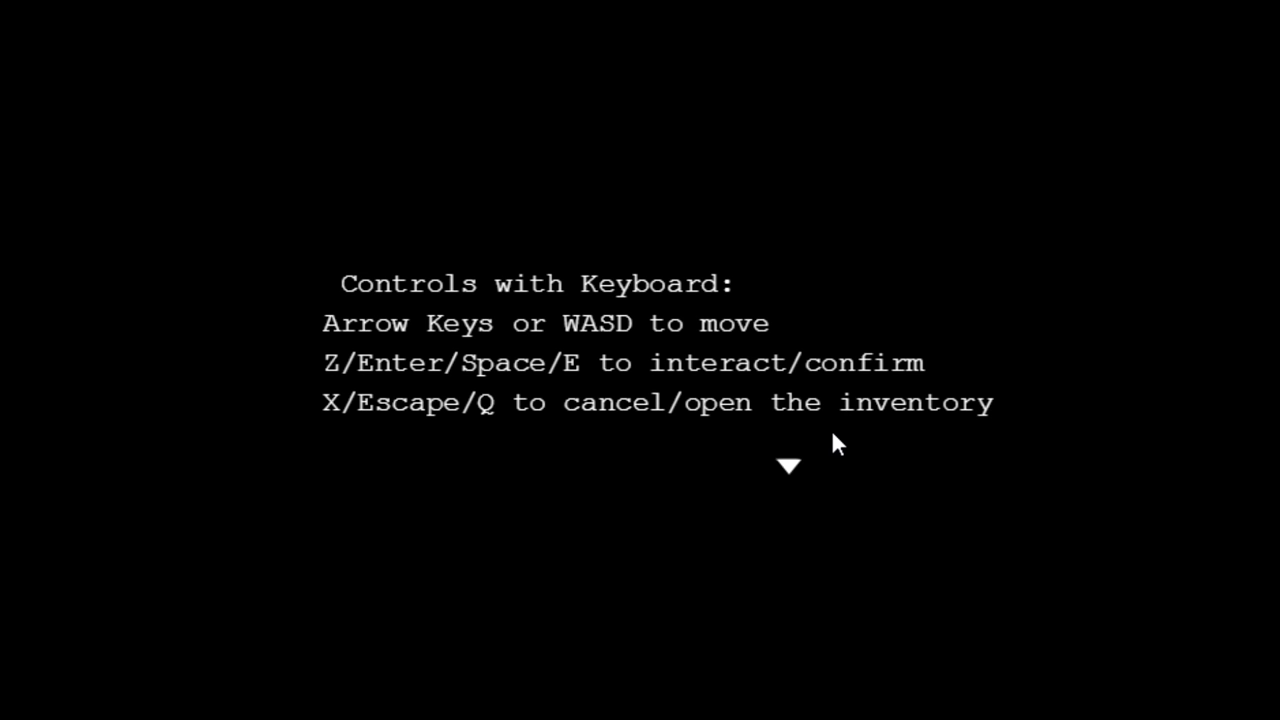 Controls with Keyboard:
Arrow Keys or WASD to move
Z/Enter/Space/E to interact/confirm
X/Escape/Q to cancel/open the inventory